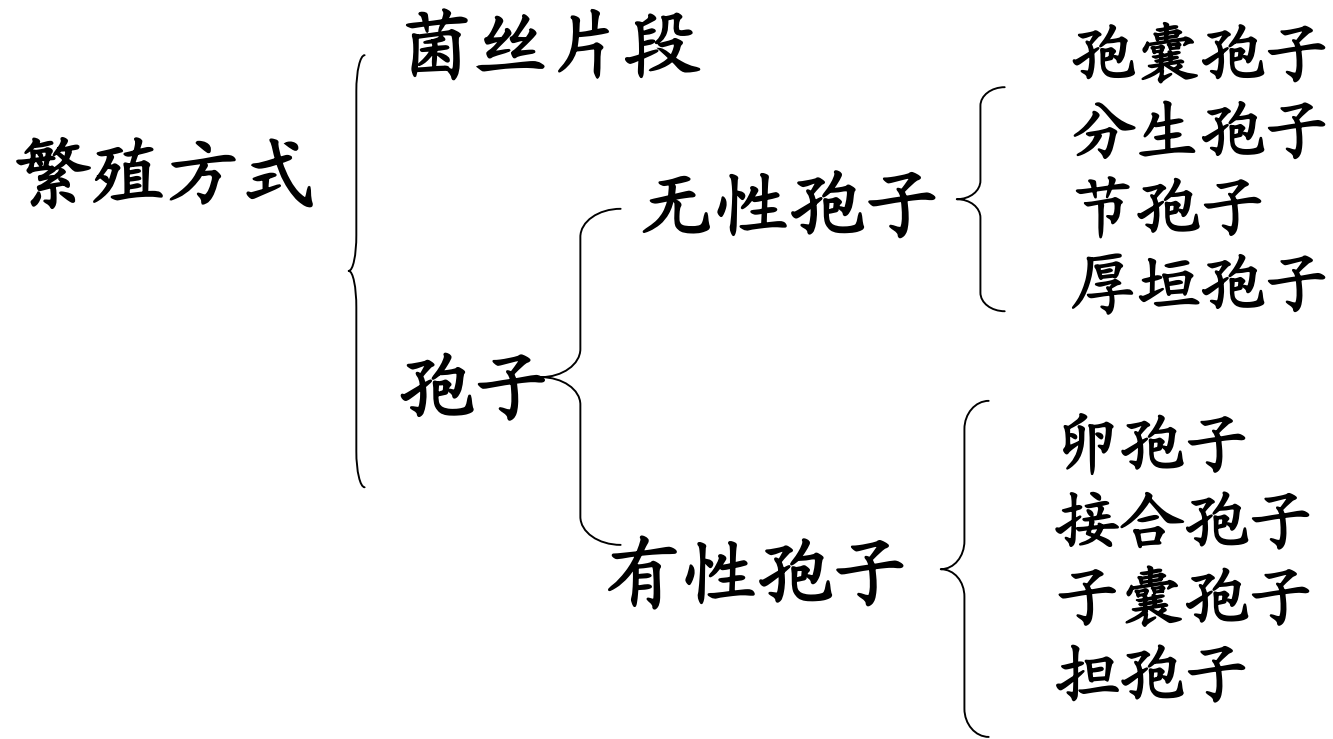 繁殖方式
菌丝片段
孢子
无性孢子
孢囊孢子
分生孢子
节孢子
厚垣孢子
有性孢子
卵孢子
接合孢子
子囊孢子
担孢子